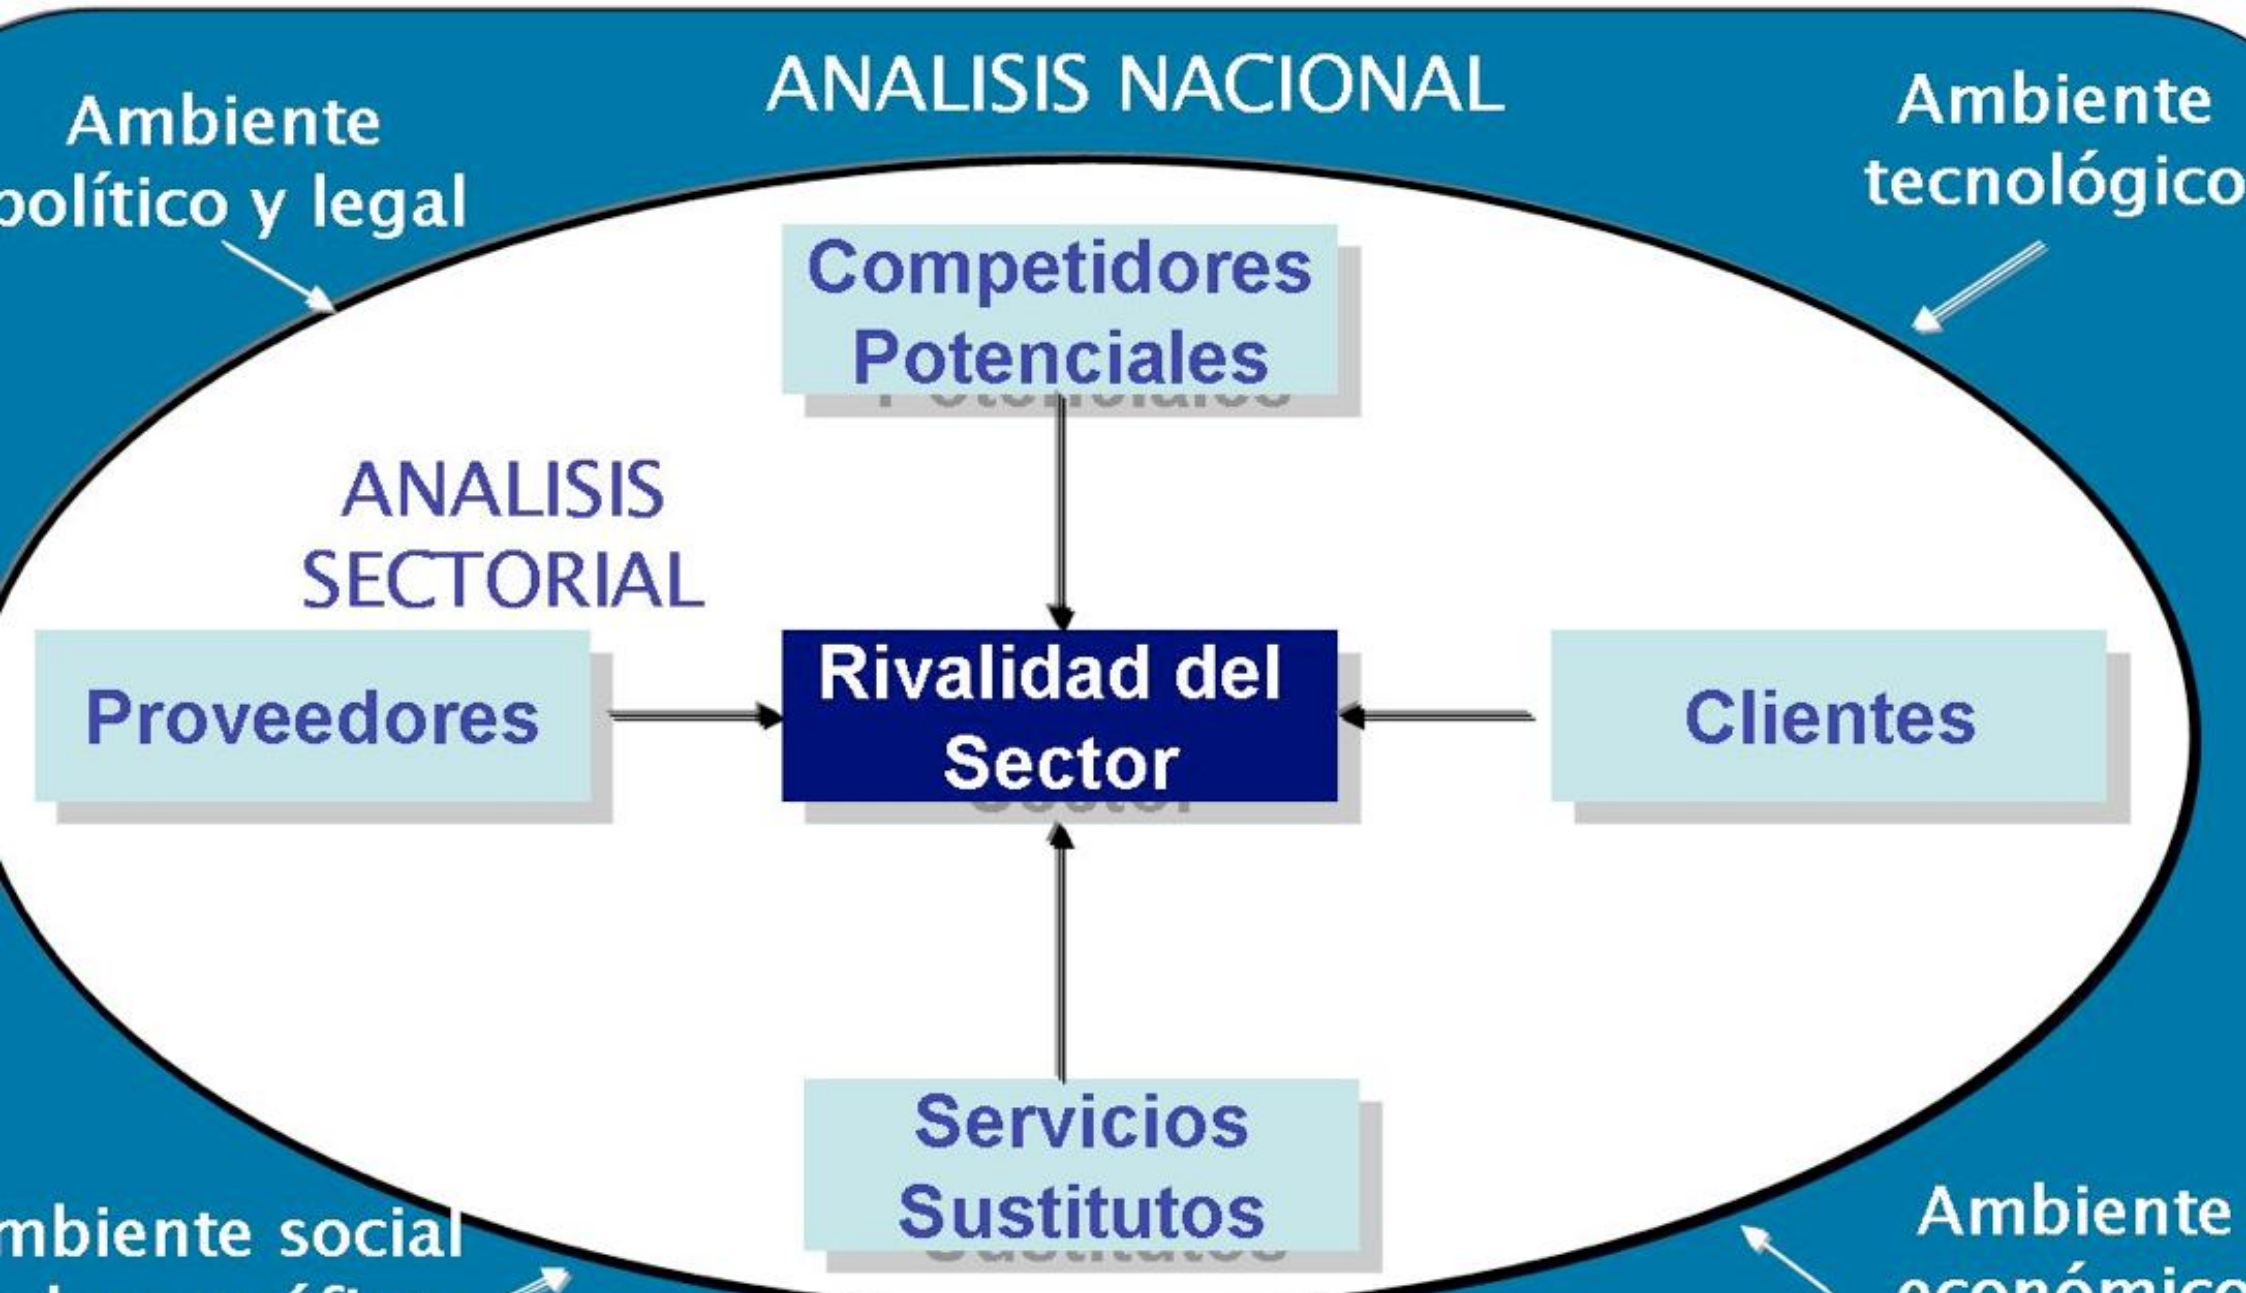 ANALISIS NACIONAL
Ambiente
político y legal
Ambiente
tecnológico
Competidores
Potenciales
ANALISIS
SECTORIAL
Proveedores
Rivalidad del
Sector
Clientes
Servicios
Sustitutos
mbiente social
Ambiente
económico